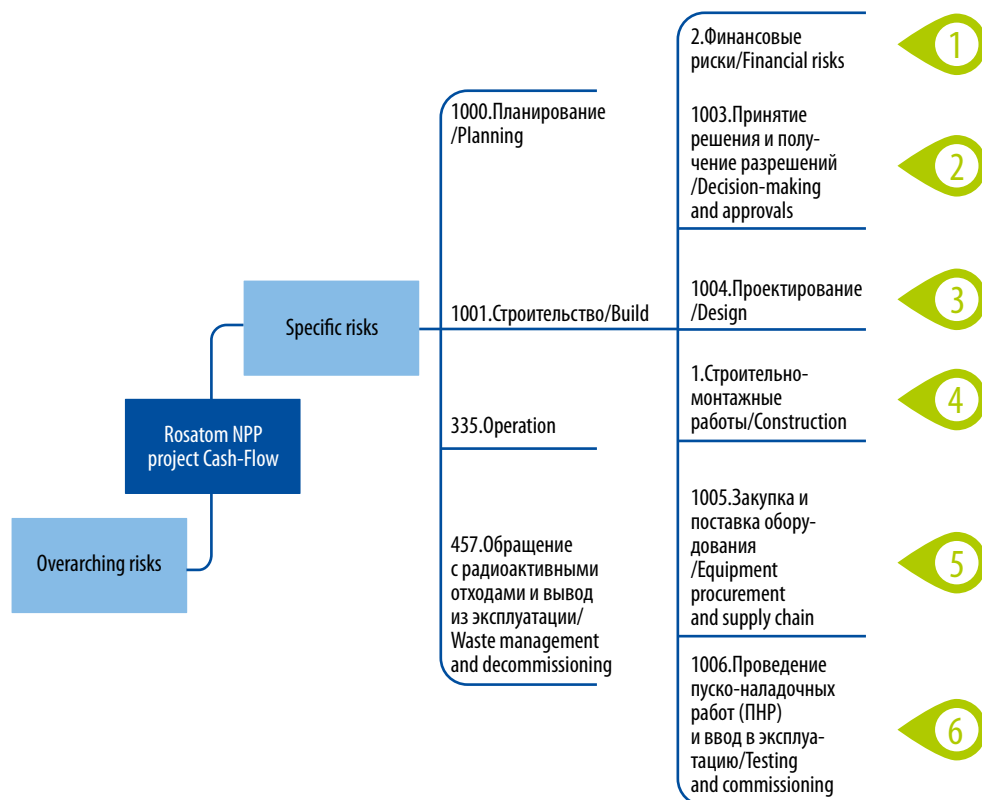 Rosatom NPP
project Cash-Flow
Overarching risks
Specific risks
1000.Планирование
/Planning
1001.Строительство/Build
335.Operation
457.Обращение
с радиоактивными
отходами и вывод
из эксплуатации/
Waste management
and decommissioning
2.Финансовые
риски/Financial risks
1
1003.Принятие
решения и полу-
чение разрешений
/Decision-making
and approvals
2
1004.Проектирование
/Design
3
1.Строительно-
монтажные
работы/Construction
4
1005.Закупка и
поставка обору-
дования
/Equipment
procurement
and supply chain
5
1006.Проведение
пуско-наладочных
работ (ПНР)
и ввод в эксплуа-
тацию/Testing
and commissioning
6